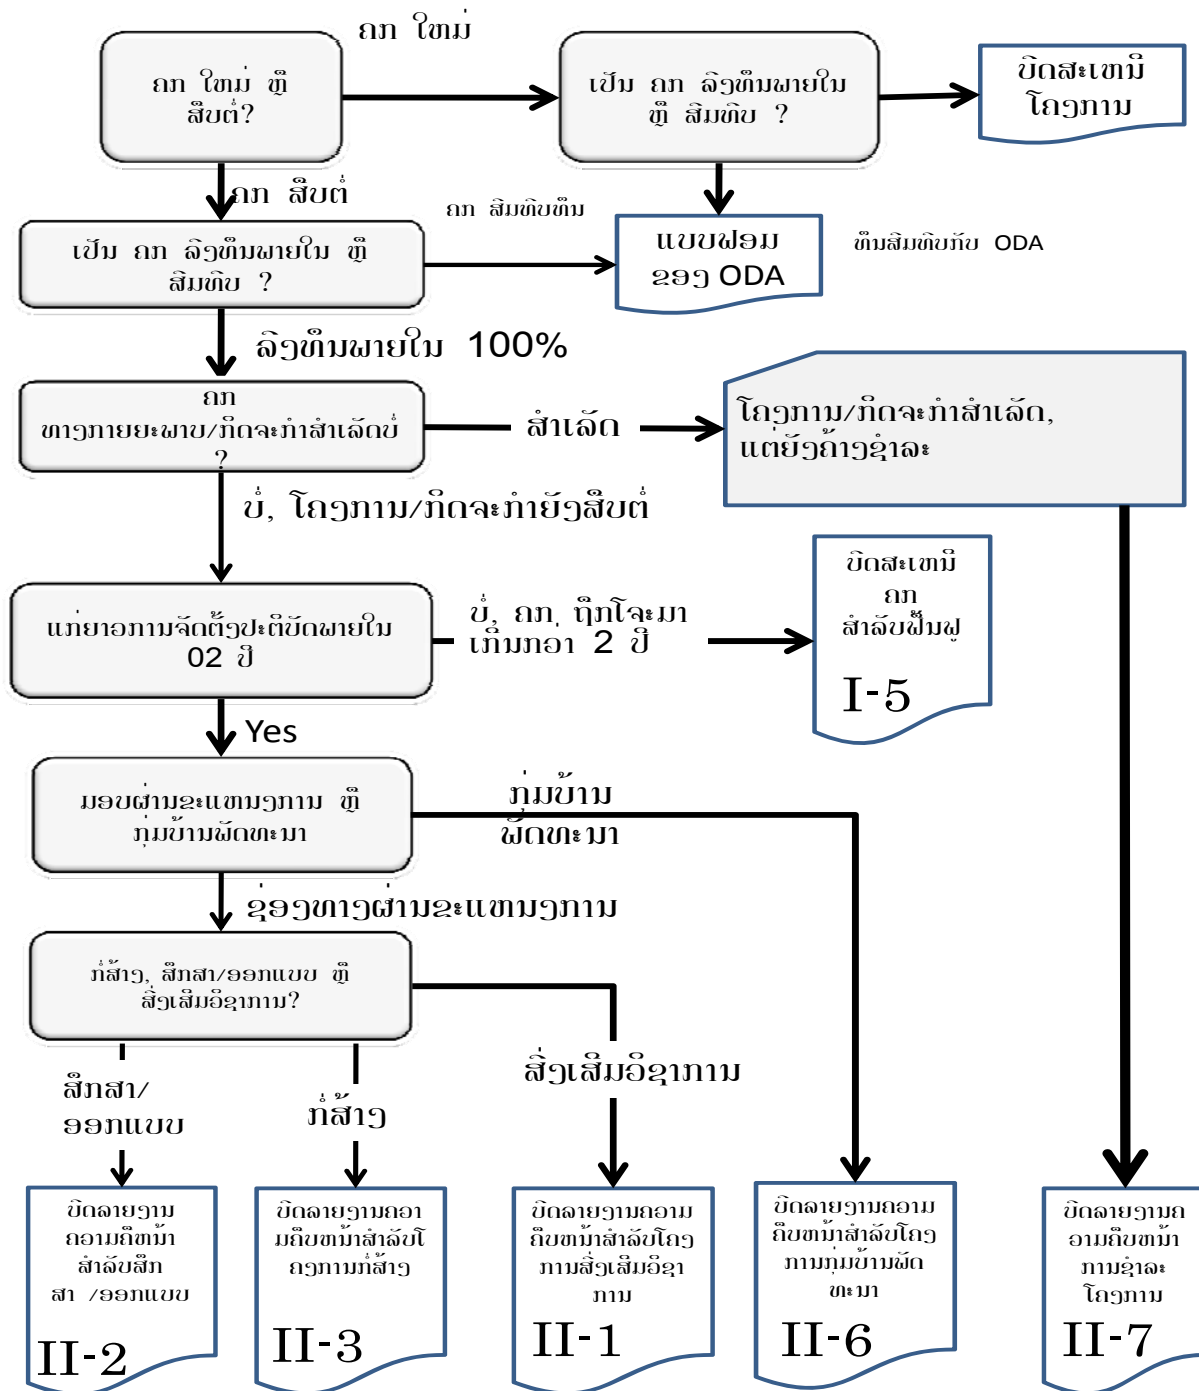 ຄກ ໃຫມ່
ຄກ ໃຫມ່ ຫຼື
ສືບຕໍ່?
ເປັນ ຄກ ລົງທຶນພາຍໃນ
ຫຼື ສົມທົບ ?
ບົດສະເຫນີ
ໂຄງການ
ຄກ ສືບຕໍ່
ຄກ ສົມທົບທຶນ
ເປັນ ຄກ ລົງທຶນພາຍໃນ ຫຼື
ສົມທົບ ?
ແບບຟອມ
ຂອງ ODA
ທຶນສົມທົບກັບ ODA
ລົງທຶນພາຍໃນ 100%
ຄກ
ທາງກາຍຍະພາບ/ກິດຈະກຳສຳເລັດບໍ່
?
ສຳເລັດ
ໂຄງການ/ກິດຈະກຳສຳເລັດ,
ແຕ່ຍັງຄ້າງຊຳລະ
ບໍ່, ໂຄງການ/ກິດຈະກຳຍັງສືບຕໍ່
ແກ່ຍາວການຈັດຕັ້ງປະຕິບັດພາຍໃນ
02 ປີ
ບໍ່, ຄກ, ຖືກໂຈະມາ
ເກີນກວ່າ 2 ປີ
ບົດສະເຫນີ
ຄກ
ສຳລັບຟື້ນຟູ
I-5
Yes
ມອບຜ່ານຂະແຫນງການ ຫຼື
ກຸ່ມບ້ານພັດທະນາ
ກຸ່ມບ້ານ
ພັດທະນາ
ຊ່ອງທາງຜ່ານຂະແຫນງການ
ກໍ່ສ້າງ, ສຶກສາ/ອອກແບບ ຫຼື
ສົ່ງເສີມວິຊາການ?
ສຶກສາ/
ອອກແບບ
ກໍ່ສ້າງ
ສົ່ງເສີມວິຊາການ
ບົດລາຍງານ
ຄວາມຄືຫນ້າ
ສຳລັບສຶກ
ສາ /ອອກແບບ
II-2
ບົດລາຍງານຄວາ
ມຄືບຫນ້າສຳລັບໂ
ຄງການກໍ່ສ້າງ
II-3
ບົດລາຍງານຄວາມ
ຄືບຫນ້າສຳລັບໂຄງ
ການສົ່ງເສີມວິຊາ
ການ
II-1
ບົດລາຍງານຄວາມ
ຄືບຫນ້າສຳລັບໂຄງ
ການກຸ່ມບ້ານພັດ
ທະນາ
II-6
ບົດລາຍງານຄ
ວາມຄືບຫນ້າ
ການຊຳລະ
ໂຄງການ
II-7